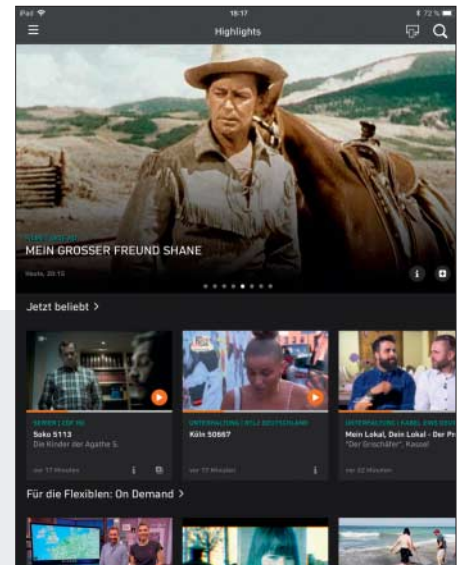 iPad 18:17 72 %
Highlights
MEIN GROSSER FREUND SHANE
Heute, 20:15
Jetzt beliebt >
SERIEN | ZDF HD
Soko 5113
Die Kinder der Agathe S.
vor 17 Minuten
UNTERHALTUNG | RTL2 DEUTSCHLAND
Köln 50667
vor 17 Minuten
UNTERHALTUNG | KABEL EINS
Mein Lokal, Dein Lokal - Der Pr
"Der Grischäfer", Kassel
vor 22 Minuten
Für die Flexiblen: On Demand >